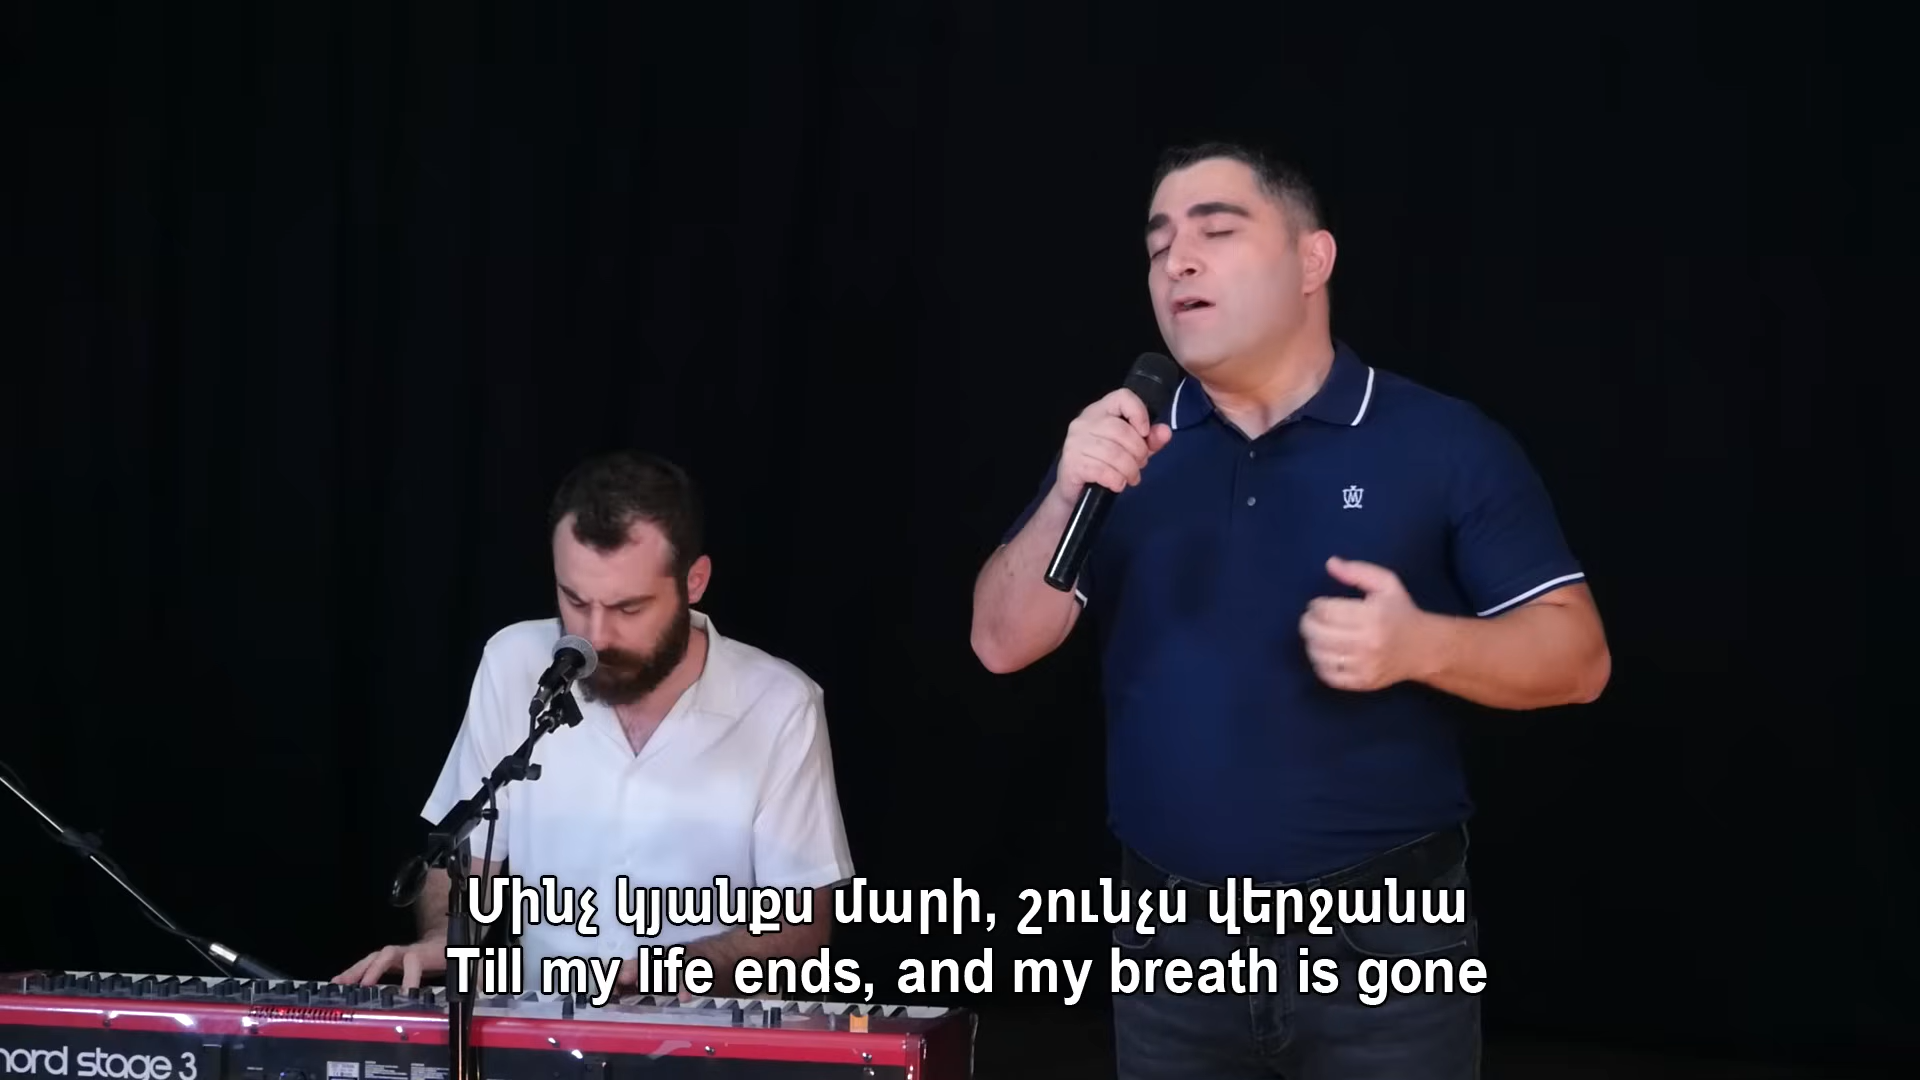 Մինչ կյանքս մարի, շունչս վերջանա
Till my life ends, and my breath is gone
nord stage 3